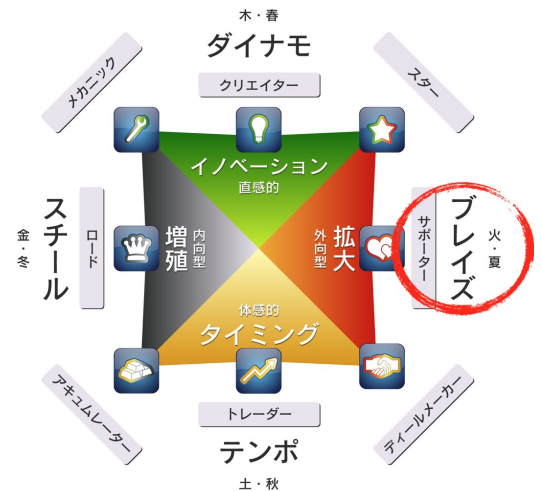 木・春
ダイナモ
クリエイター
メカニック
スター
イノベーション
直感的
スチール
金・冬
ロード
増殖
内向型
外向型
拡大
サポーター
ブレイズ
火・夏
体感的
タイミング
アキュムレーター
トレーダー
ディールメーカー
テンポ
土・秋